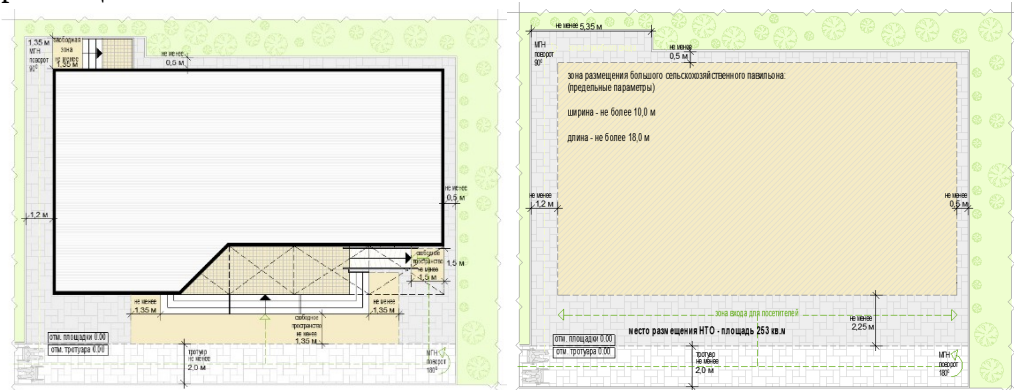 1,35 м
МГН
поворот
90⁰
свободная
зона
не менее
1,35 м
не менее
0,5 м
не менее
0,5 м
1,2 м
свободное
пространство
не менее
1,5 м
1,5 м
не менее
1,35 м
не менее
1,35 м
свободное
пространство
не менее
1,35 м
отм. площадки 0.00
отм. тротуара 0.00
тротуар
не менее
2,0 м
МГН
поворот
180⁰
не менее 5,35 м
МГН
поворот
90⁰
не менее
0,5 м
зона размещения большого сельскохозяйственного павильона:
(предельные параметры)
ширина - не более 10,0 м
длина - не более 18,0 м
не менее
1,2 м
не менее
0,5 м
зона входа для посетителей
не менее
2,25 м
место размещения НТО - площадь 253 кв.м
отм. площадки 0.00
отм. тротуара 0.00
тротуар
не менее
2,0 м
МГН
поворот
180⁰